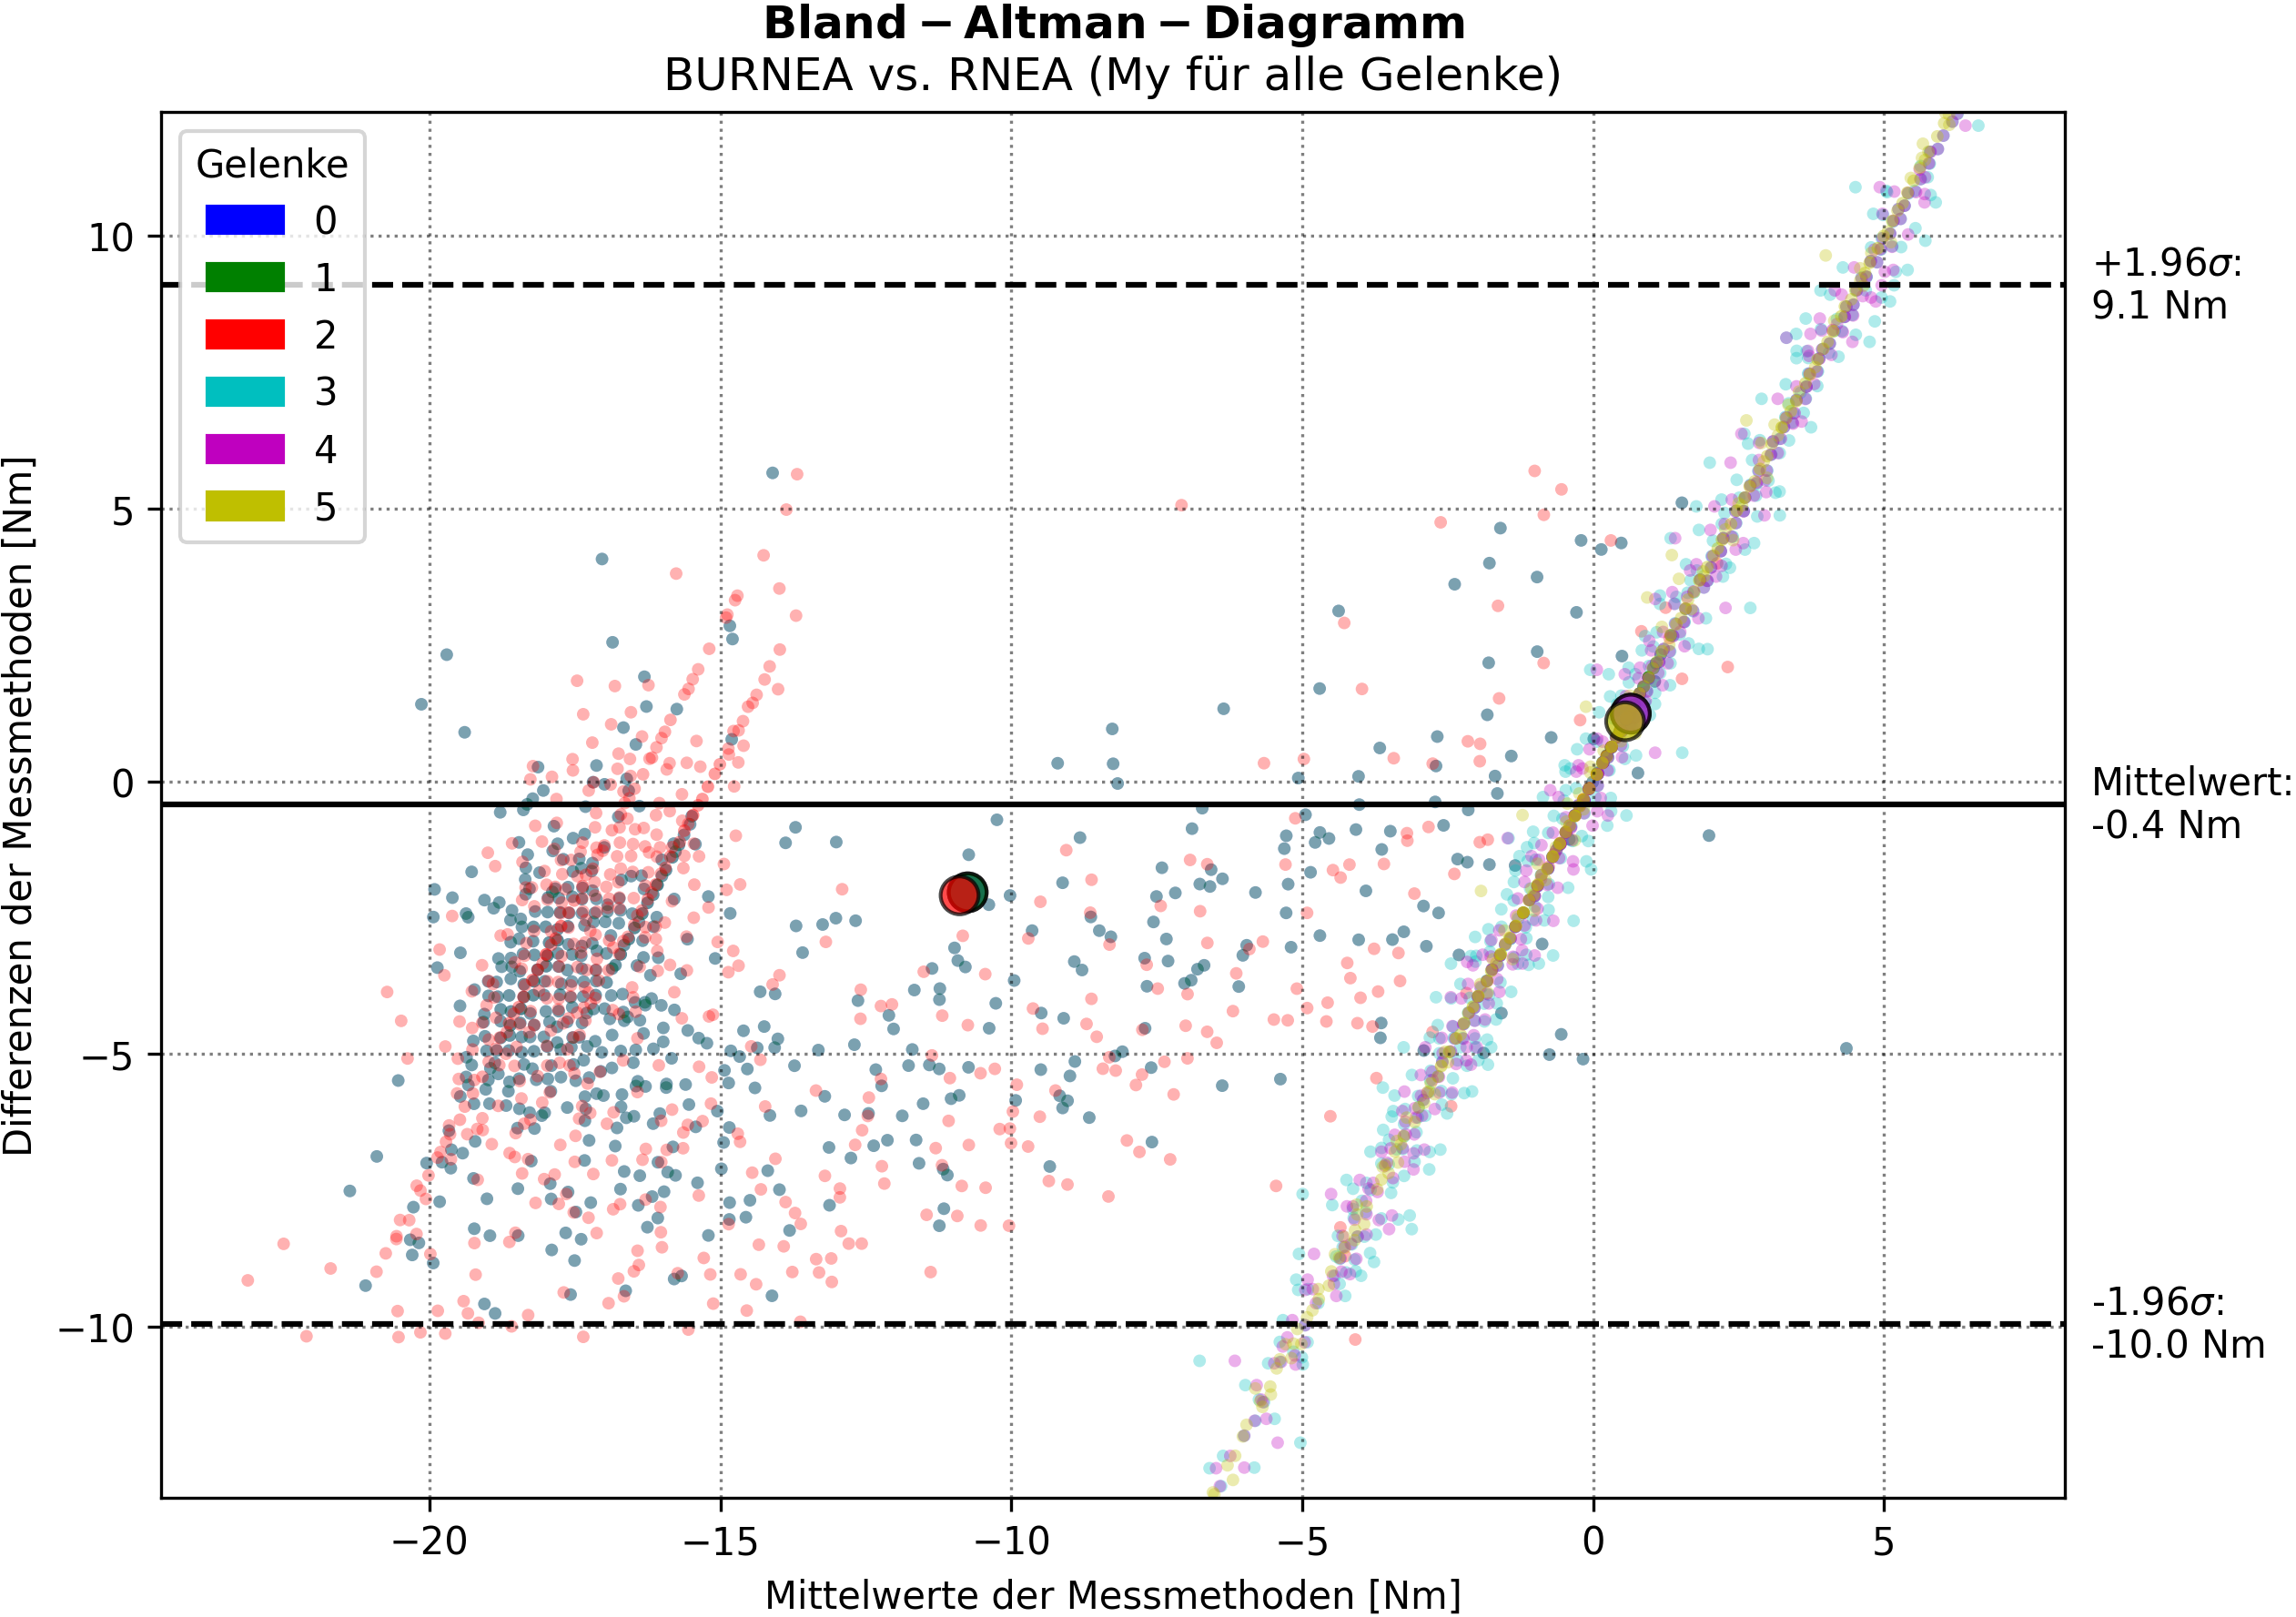 Bland – Altman – Diagramm
BURNEA vs. RNEA (My für alle Gelenke)
Gelenke
0
1
2
3
4
5
10
5
0
−5
−10
Differenzen der Messmethoden [Nm]
+1.96σ:
9.1 Nm
Mittelwert:
-0.4 Nm
-1.96σ:
-10.0 Nm
−20
−15
−10
−5
0
5
Mittelwerte der Messmethoden [Nm]